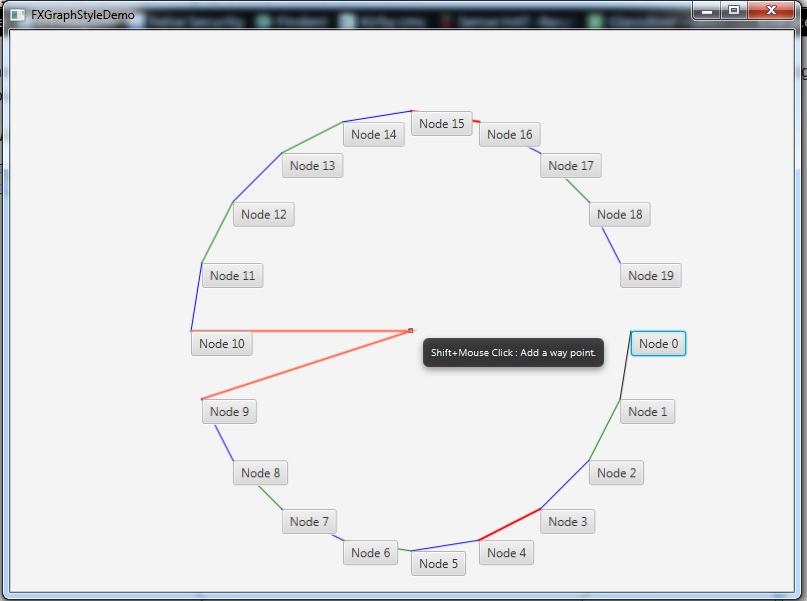 FXGraphStyleDemo
Node 15
Node 14
Node 16
Node 13
Node 17
Node 12
Node 18
Node 11
Node 19
Node 10
Node 0
Shift+Mouse Click : Add a way point.
Node 9
Node 1
Node 8
Node 2
Node 7
Node 3
Node 6
Node 4
Node 5